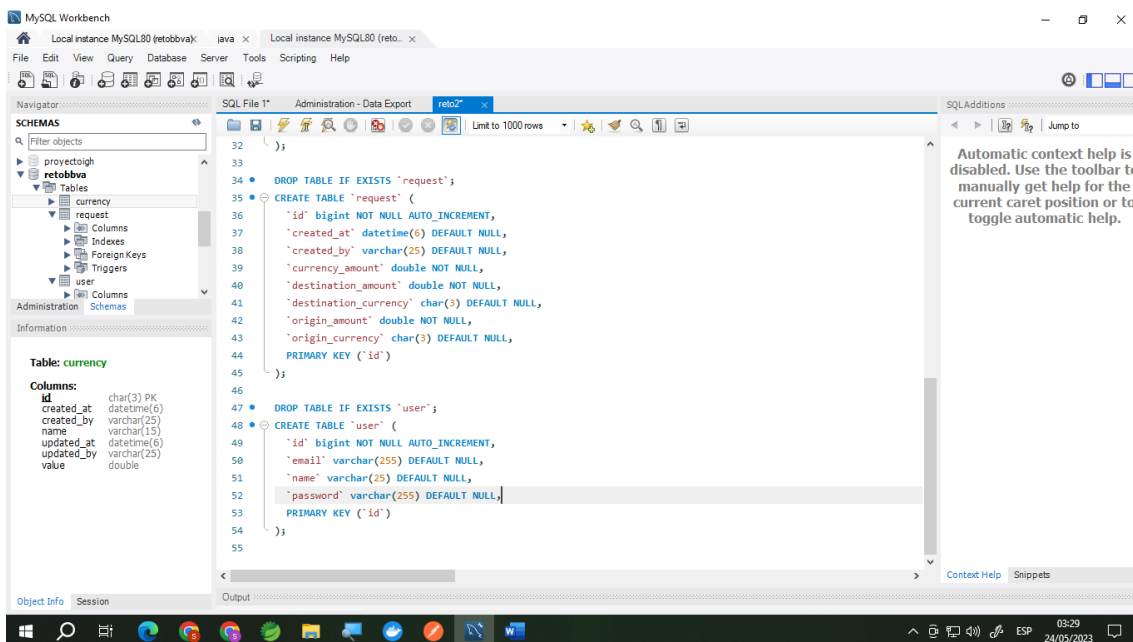 MySQL Workbench
Local instance MySQL80 (retobbva)x java x Local instance MySQL80 (reto.. x
File Edit View Query Database Server Tools Scripting Help
Navigator
SCHEMAS
Filter objects
proyectoigh
retobbva
Tables
currency
request
Columns
Indexes
Foreign Keys
Triggers
user
Columns
Administration Schemas
Information
Table: currency
Columns:
id char(3) PK
created_at datetime(6)
created_by varchar(25)
name varchar(15)
updated_at datetime(6)
updated_by varchar(25)
value double
Object Info Session
SQL File 1* Administration - Data Export reto2* x
Limit to 1000 rows
32 );
33
34 DROP TABLE IF EXISTS `request`;
35 CREATE TABLE `request` (
36 `id` bigint NOT NULL AUTO_INCREMENT,
37 `created_at` datetime(6) DEFAULT NULL,
38 `created_by` varchar(25) DEFAULT NULL,
39 `currency_amount` double NOT NULL,
40 `destination_amount` double NOT NULL,
41 `destination_currency` char(3) DEFAULT NULL,
42 `origin_amount` double NOT NULL,
43 `origin_currency` char(3) DEFAULT NULL,
44 PRIMARY KEY (`id`)
45 );
46
47 DROP TABLE IF EXISTS `user`;
48 CREATE TABLE `user` (
49 `id` bigint NOT NULL AUTO_INCREMENT,
50 `email` varchar(255) DEFAULT NULL,
51 `name` varchar(25) DEFAULT NULL,
52 `password` varchar(255) DEFAULT NULL,
53 PRIMARY KEY (`id`)
54 );
55
Output
SQLAdditions
Jump to
Automatic context help is
disabled. Use the toolbar to
manually get help for the
current caret position or to
toggle automatic help.
Context Help Snippets
ESP
03:29
24/05/2023